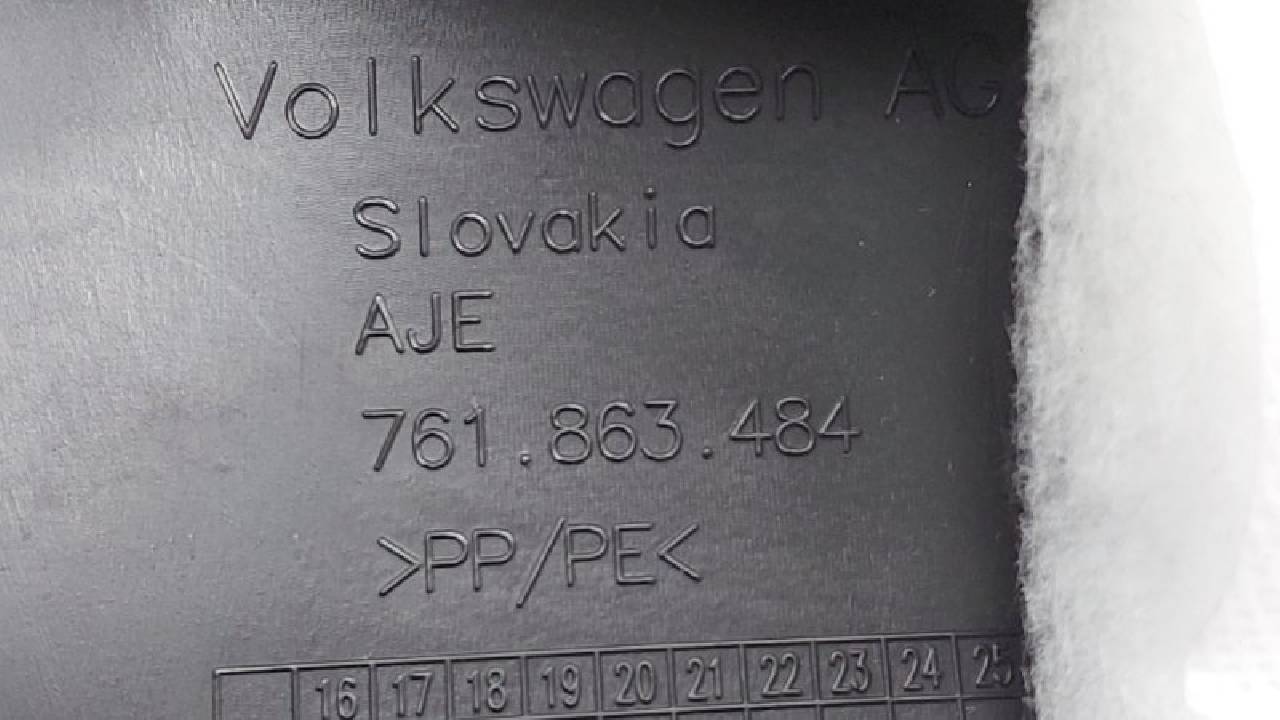 Volkswagen AG
Slovakia
AJE
761.863.484
>PP/PE<
16 17 18 19 20 21 22 23 24 25